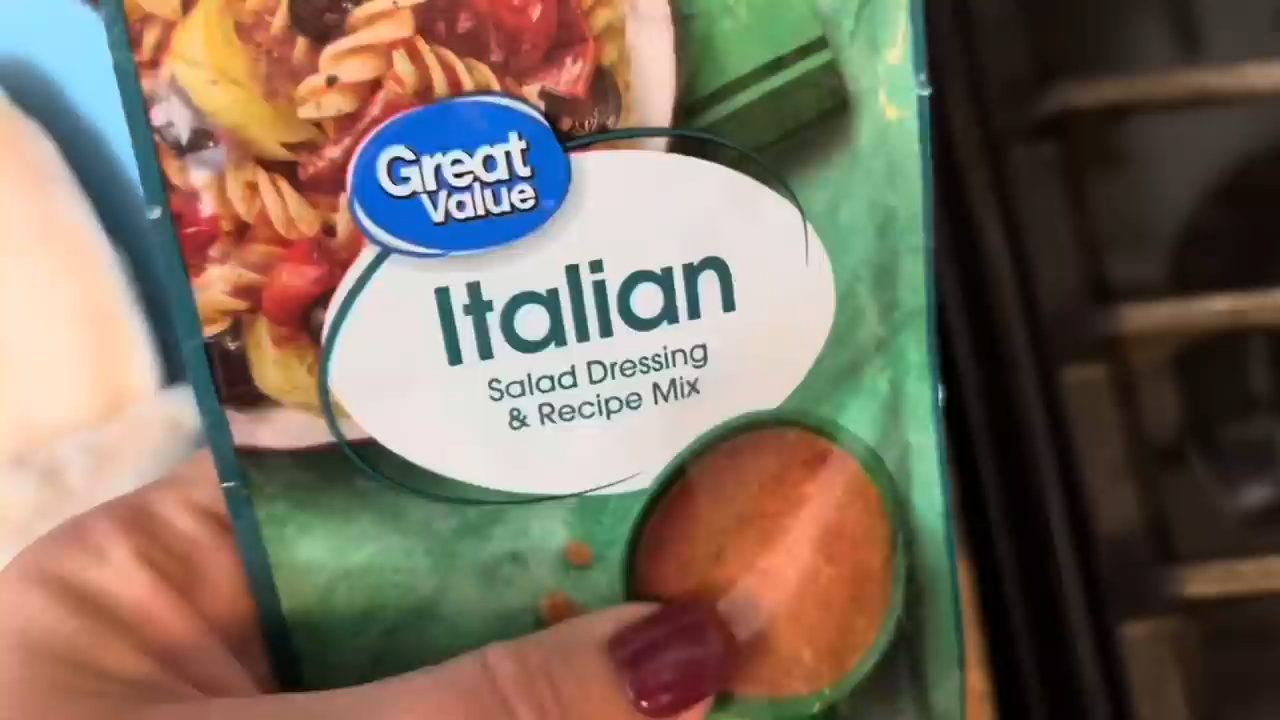 Great
Value
Italian
Salad Dressing
& Recipe Mix